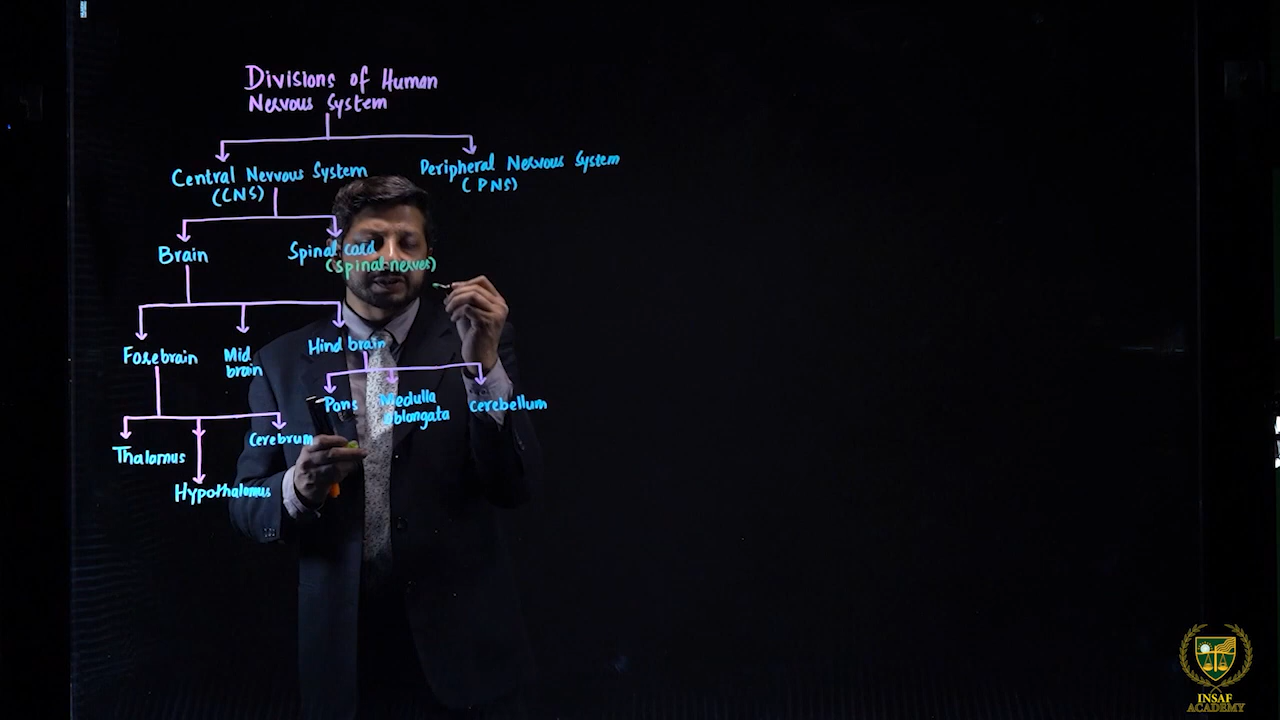 Divisions of Human
Nervous System
Central Nervous System
(CNS)
Peripheral Nervous System
(PNS)
Brain
Spinal cord
(spinal nerves)
Forebrain
Mid
brain
Hind brain
Pons
Medulla
oblongata
Cerebellum
Thalamus
Hypothalamus
Cerebrum
INSAF
ACADEMY